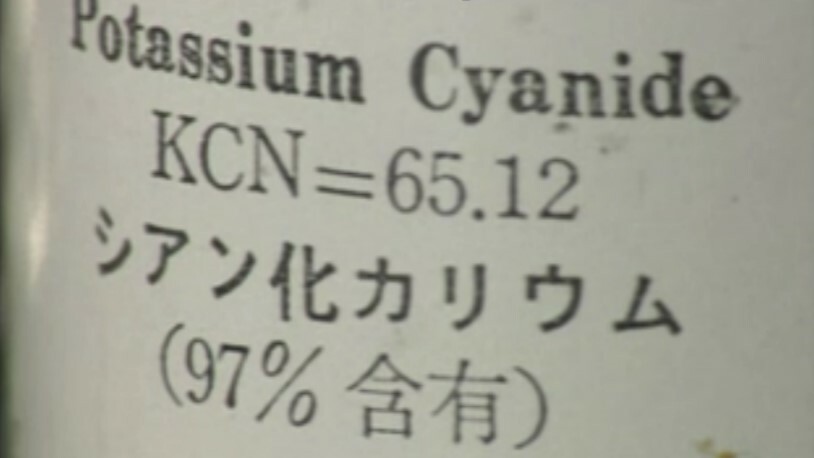 Potassium Cyanide
KCN=65.12
シアン化カリウム
(97% 含有)